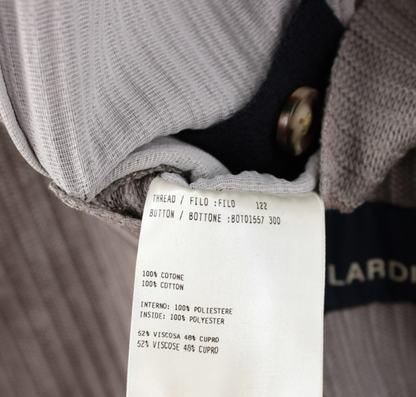 THREAD / FILO :FILO 122
BUTTON / BOTTONE :BOT01557 300
100% COTONE
100% COTTON
INTERNO: 100% POLIESTERE
INSIDE: 100% POLYESTER
52% VISCOSA 48% CUPRO
52% VISCOSE 48% CUPRO
LARDI